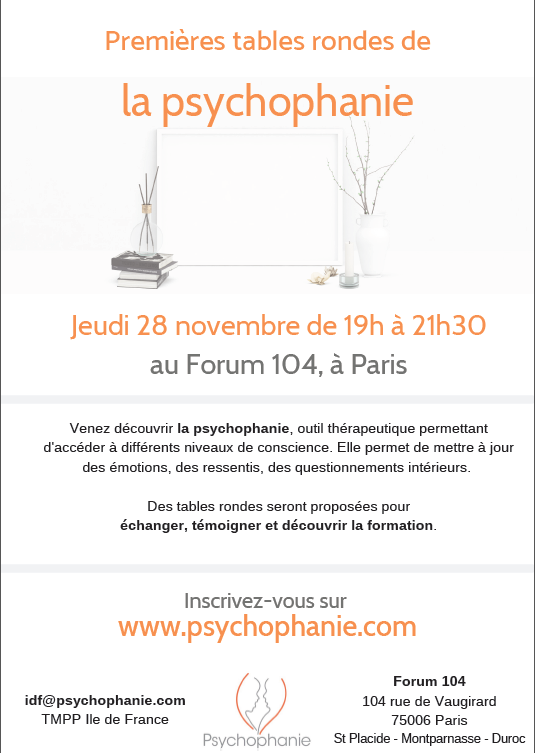 Premières tables rondes de
la psychophanie
Jeudi 28 novembre de 19h à 21h30
au Forum 104, à Paris
Venez découvrir la psychophanie, outil thérapeutique permettant
d'accéder à différents niveaux de conscience. Elle permet de mettre à jour
des émotions, des ressentis, des questionnements intérieurs.
Des tables rondes seront proposées pour
échanger, témoigner et découvrir la formation.
Inscrivez-vous sur
www.psychophanie.com
idf@psychophanie.com
TMPP Ile de France
Psychophanie
Forum 104
104 rue de Vaugirard
75006 Paris
St Placide - Montparnasse - Duroc